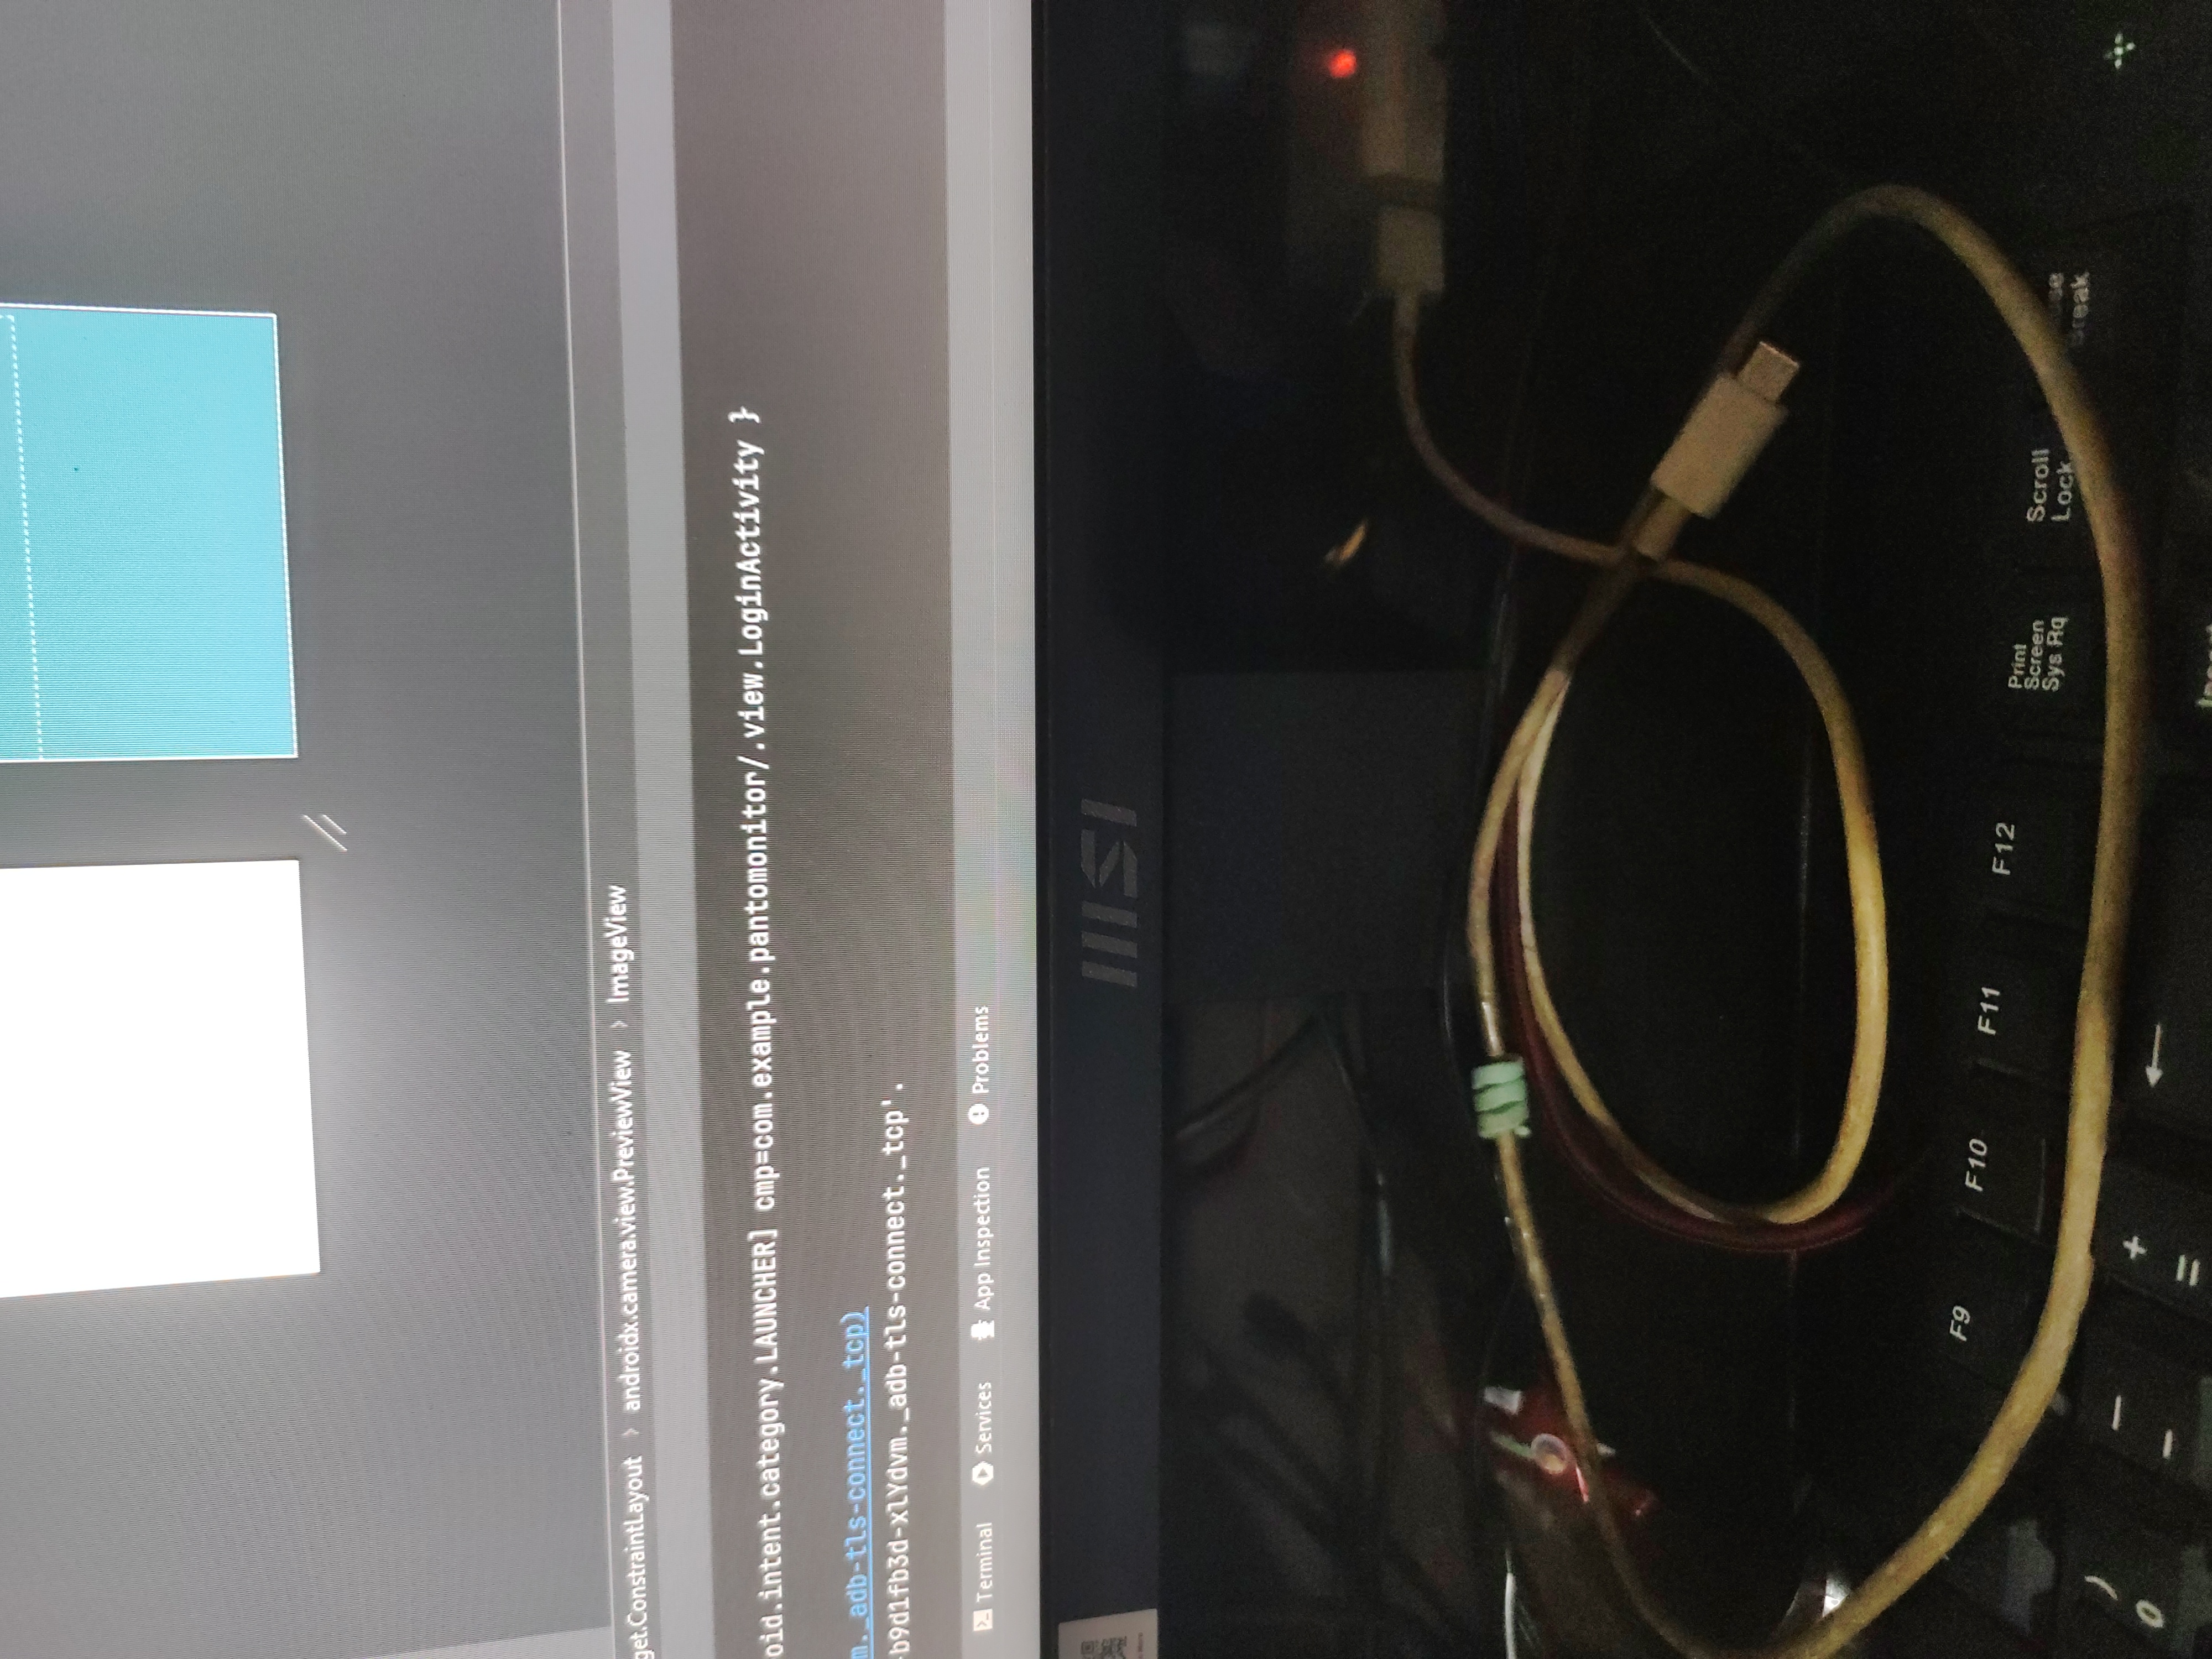 get.ConstraintLayout > androidx.camera.view.PreviewView > ImageView
oid.intent.category.LAUNCHER] cmp=com.example.pantomonitor/.view.LoginActivity }
m._adb-tls-connect._tcp)
-b9d1fb3d-xlYdvm._adb-tls-connect._tcp'.
Terminal Services App Inspection Problems
msi
F9 F10 F11 F12
Print
Screen
Sys Rq
Scroll
Lock
Break
) — +
0 - =